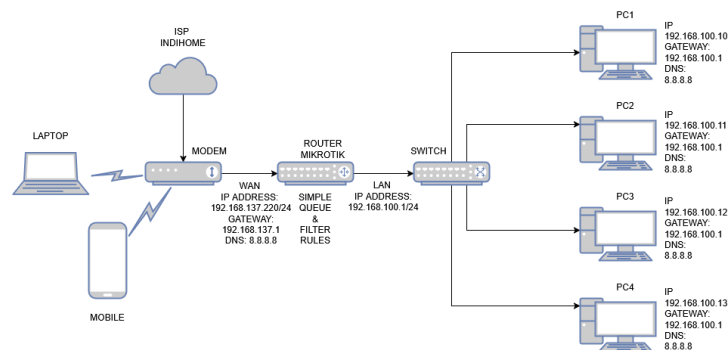 ISP
INDIHOME
LAPTOP
MODEM
MOBILE
WAN
IP ADDRESS:
192.168.137.220/24
GATEWAY:
192.168.137.1
DNS: 8.8.8.8
ROUTER
MIKROTIK
SIMPLE
QUEUE
&
FILTER
RULES
LAN
IP ADDRESS:
192.168.100.1/24
SWITCH
PC1
IP
192.168.100.10
GATEWAY:
192.168.100.1
DNS:
8.8.8.8
PC2
IP
192.168.100.11
GATEWAY:
192.168.100.1
DNS:
8.8.8.8
PC3
IP
192.168.100.12
GATEWAY:
192.168.100.1
DNS:
8.8.8.8
PC4
IP
192.168.100.13
GATEWAY:
192.168.100.1
DNS:
8.8.8.8